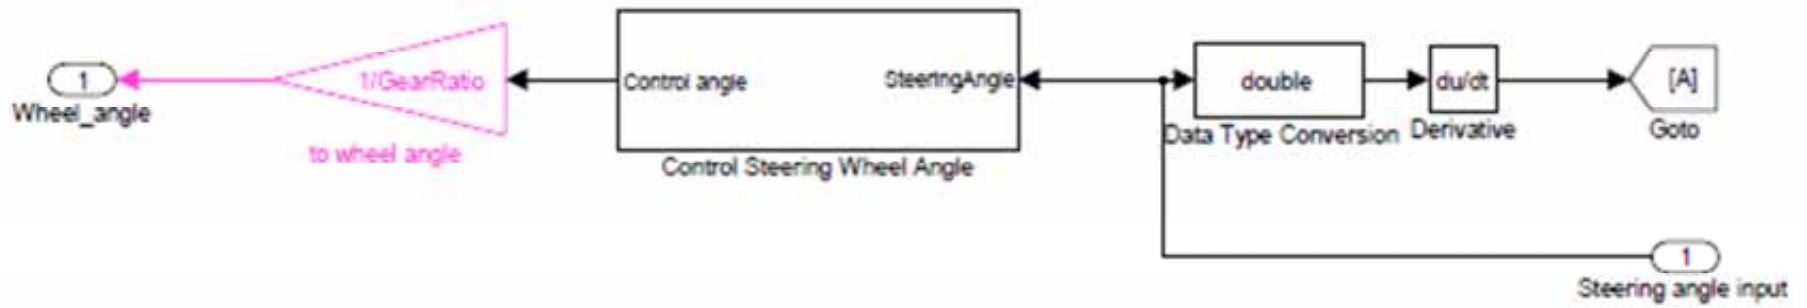 1
Wheel_angle
1/GearRatio
to wheel angle
Control angle
SteeringAngle
Control Steering Wheel Angle
double
Data Type Conversion
du/dt
Derivative
[A]
Goto
1
Steering angle input